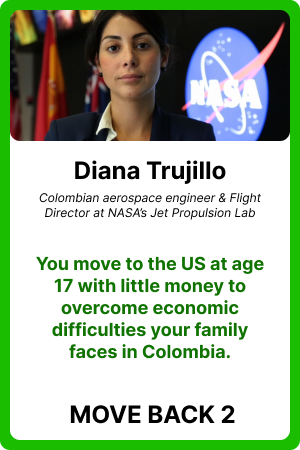 NASA
Diana Trujillo
Colombian aerospace engineer & Flight
Director at NASA's Jet Propulsion Lab
You move to the US at age
17 with little money to
overcome economic
difficulties your family
faces in Colombia.
MOVE BACK 2